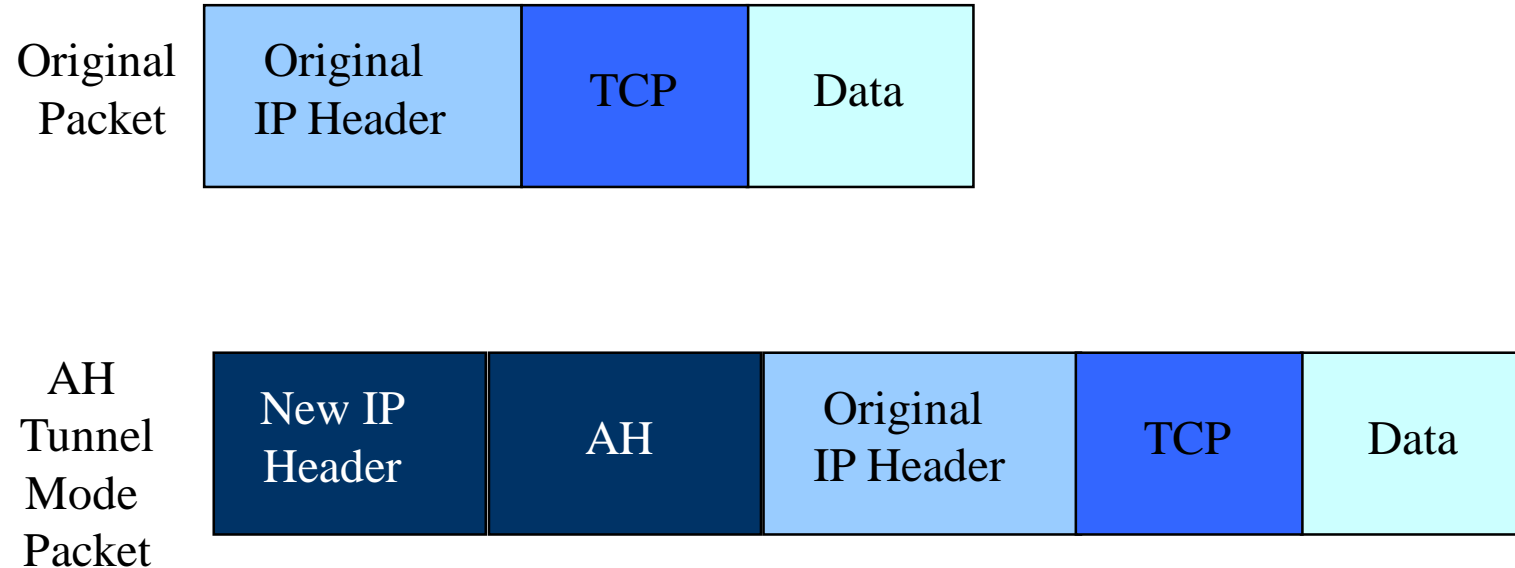 Original
Packet
Original
IP Header
TCP
Data
AH
Tunnel
Mode
Packet
New IP
Header
AH
Original
IP Header
TCP
Data